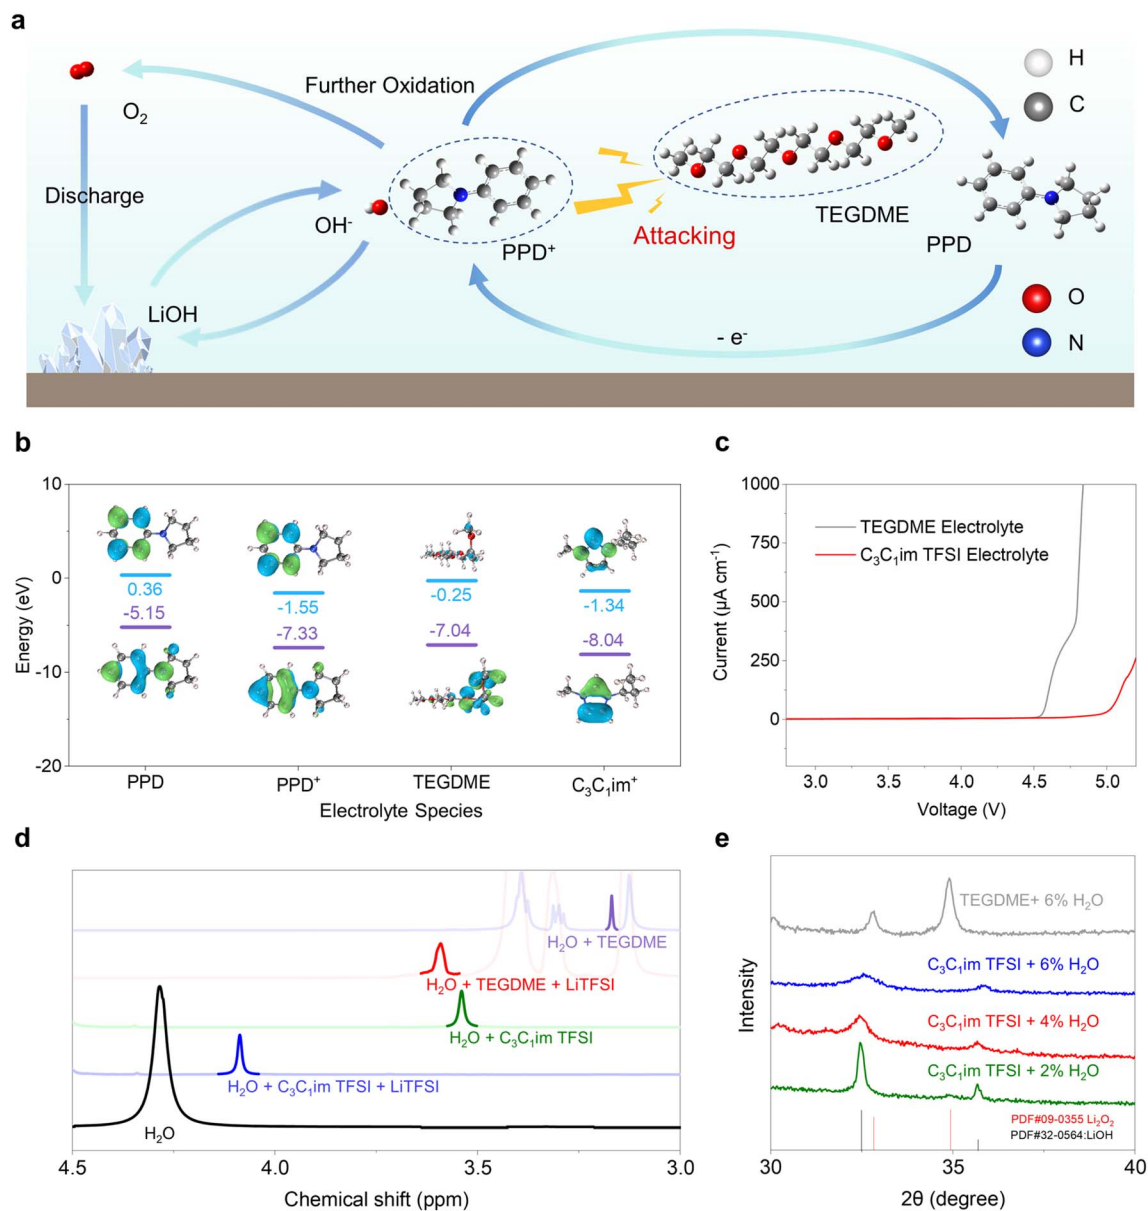 a
H
C
O₂
Further Oxidation
Discharge
OH⁻
PPD⁺
TEGDME
Attacking
PPD
LiOH
O
N
- e⁻
b
10
0
-10
-20
Energy (eV)
0.36
-5.15
-1.55
-7.33
-0.25
-7.04
-1.34
-8.04
PPD
PPD⁺
TEGDME
C₃C₁im⁺
Electrolyte Species
c
1000
750
500
250
0
Current (μA cm⁻¹)
TEGDME Electrolyte
C₃C₁im TFSI Electrolyte
3.0
3.5
4.0
4.5
5.0
Voltage (V)
d
H₂O + TEGDME
H₂O + TEGDME + LiTFSI
H₂O + C₃C₁im TFSI
H₂O + C₃C₁im TFSI + LiTFSI
H₂O
4.5
4.0
3.5
3.0
Chemical shift (ppm)
e
Intensity
TEGDME+ 6% H₂O
C₃C₁im TFSI + 6% H₂O
C₃C₁im TFSI + 4% H₂O
C₃C₁im TFSI + 2% H₂O
PDF#09-0355 Li₂O₂
PDF#32-0564:LiOH
30
35
40
2θ (degree)